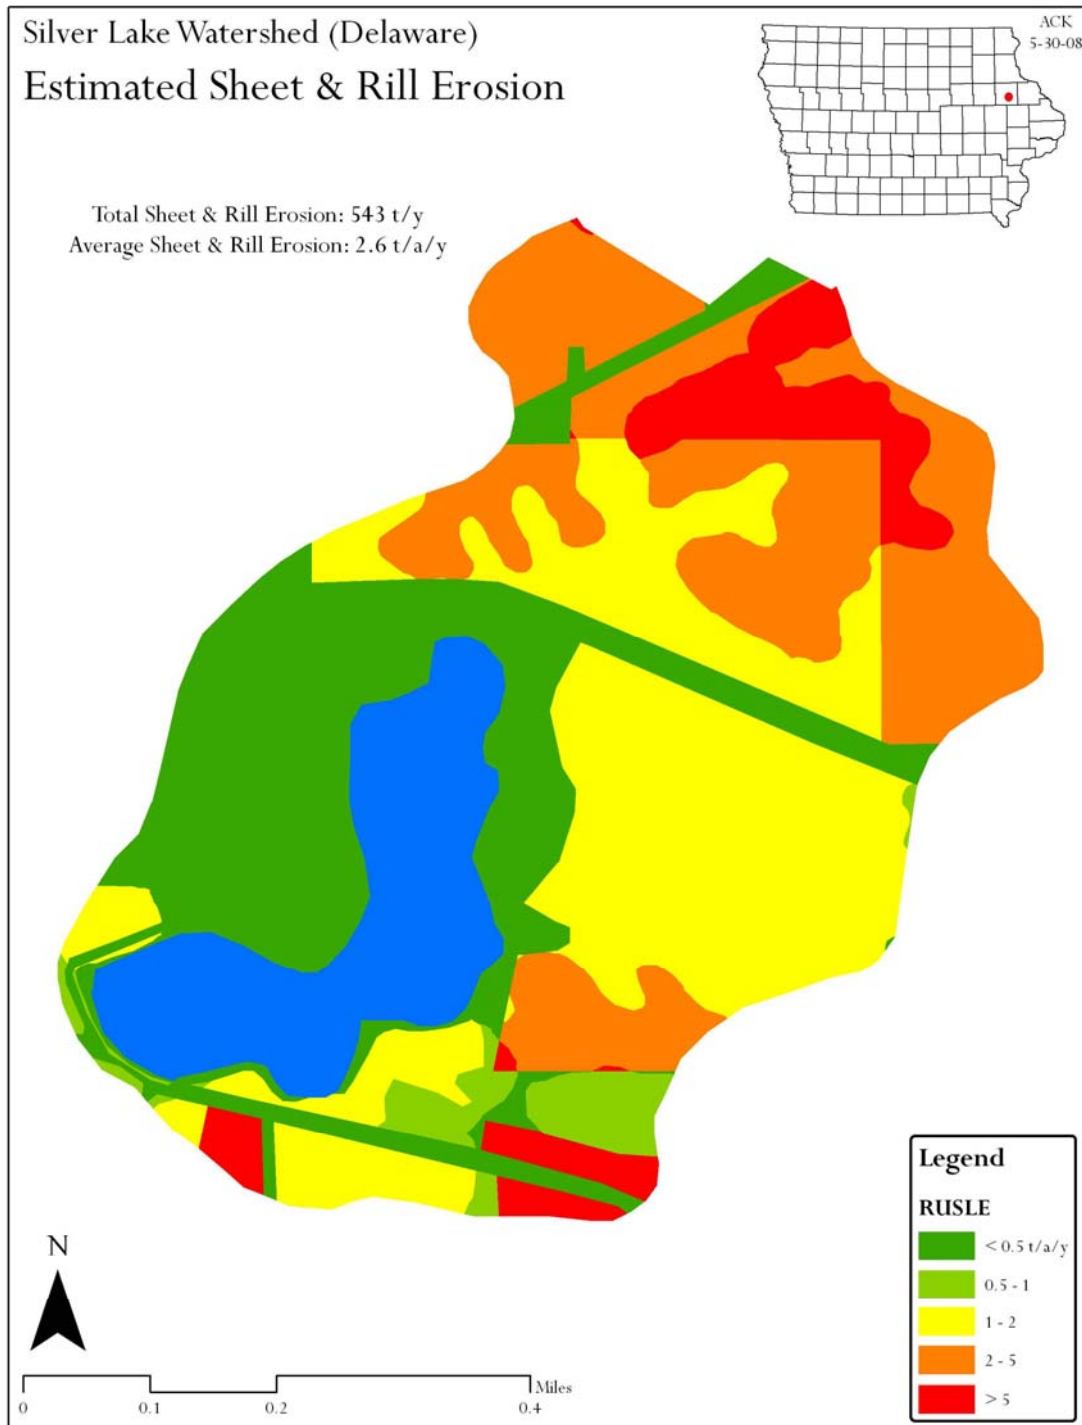 Silver Lake Watershed (Delaware)
Estimated Sheet & Rill Erosion
ACK
5-30-08
Total Sheet & Rill Erosion: 543 t/y
Average Sheet & Rill Erosion: 2.6 t/a/y
Legend
RUSLE
< 0.5 t/a/y
0.5 - 1
1 - 2
2 - 5
> 5
N
Miles
0 0.1 0.2 0.4